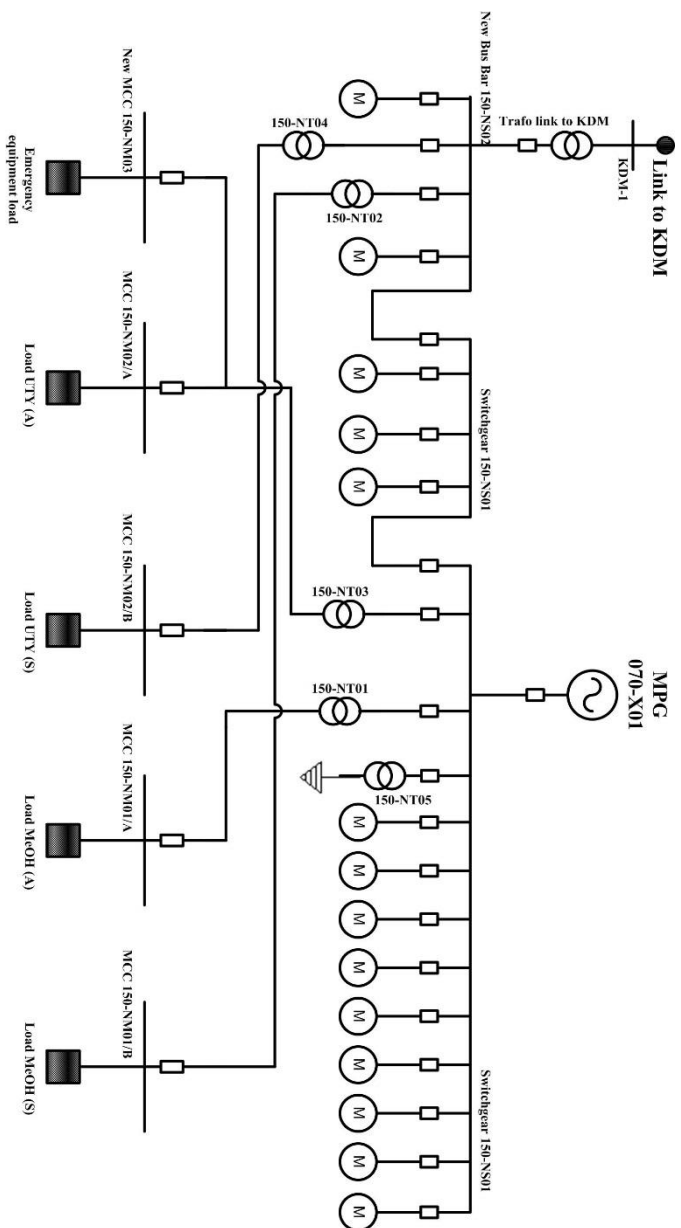 Link to KDM
KDM-1
Trafo link to KDM
New Bus Bar 150-NS02
Switchgear 150-NS01
MPG
070-X01
Switchgear 150-NS01
M
150-NT04
150-NT02
M
M
M
M
150-NT03
150-NT01
150-NT05
M
M
M
M
M
M
M
M
M
New MCC 150-NM03
MCC 150-NM02/A
MCC 150-NM02/B
MCC 150-NM01/A
MCC 150-NM01/B
Emergency
equipment load
Load UTY (A)
Load UTY (S)
Load MeOH (A)
Load MeOH (S)